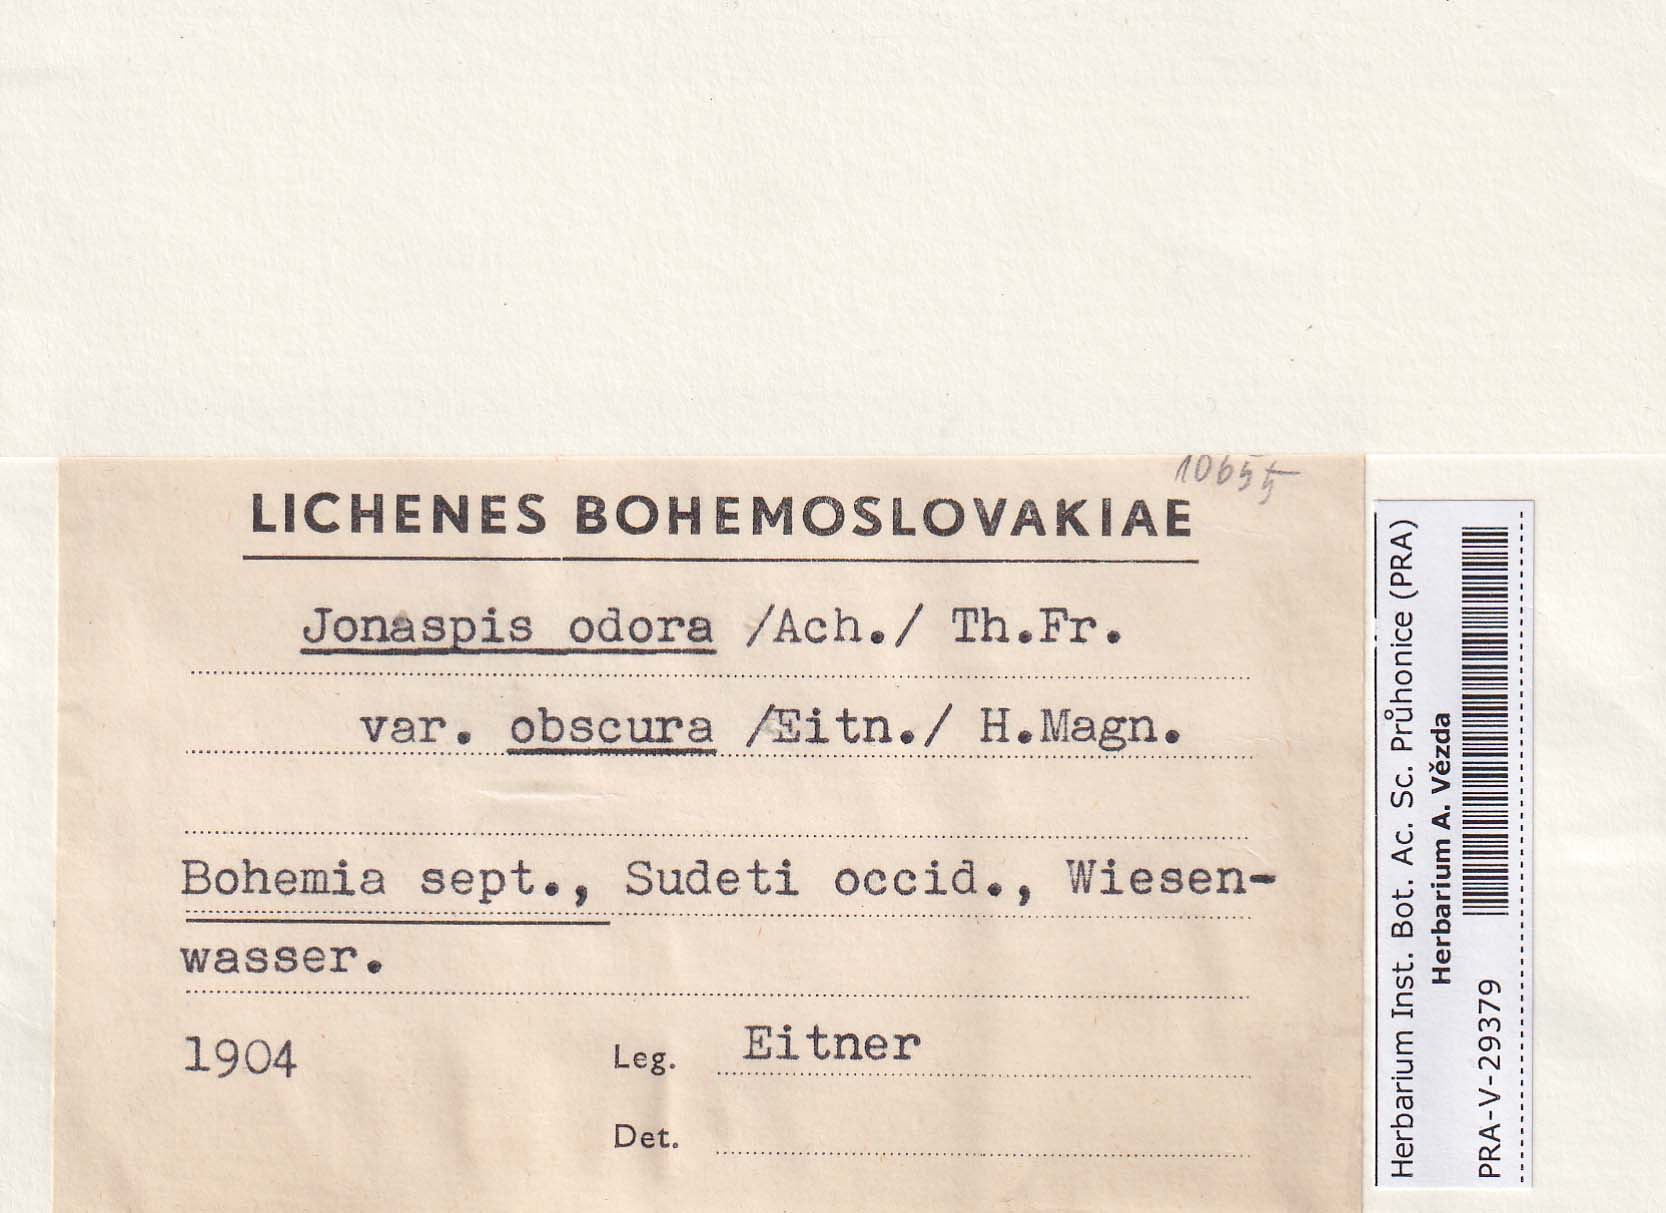 10655
LICHENES BOHEMOSLOVAKIAE
Jonaspis odora /Ach./ Th.Fr.
var. obscura /Eitn./ H.Magn.
Bohemia sept., Sudeti occid., Wiesen-
wasser.
1904 Leg. Eitner
Det.
Herbarium Inst. Bot. Ac. Sc. Průhonice (PRA)
Herbarium A. Vězda
PRA-V-29379